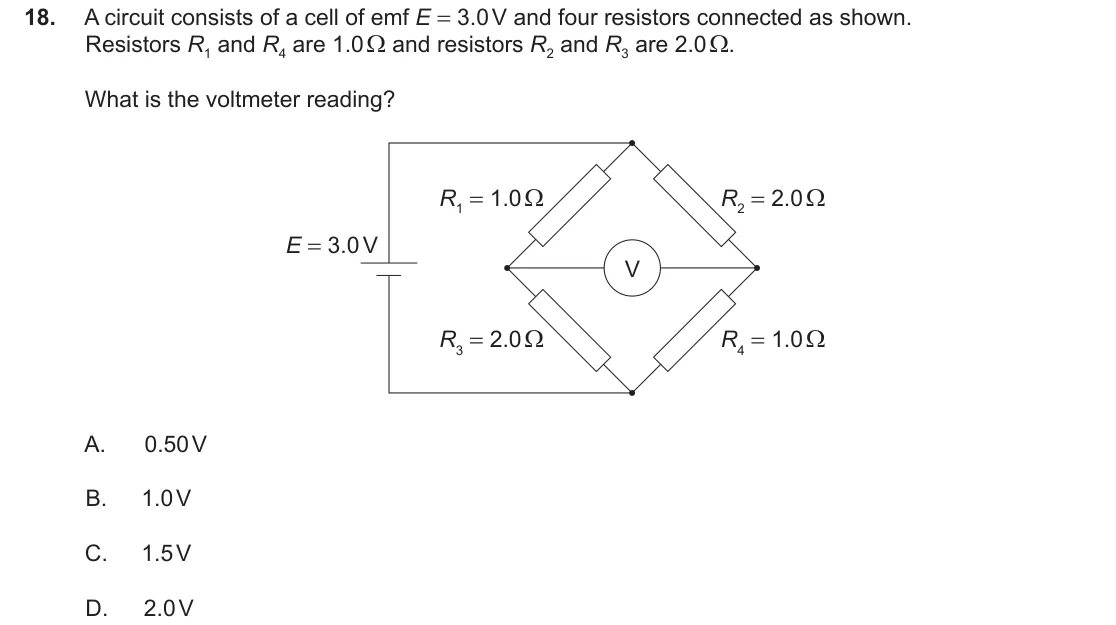 18. A circuit consists of a cell of emf E = 3.0 V and four resistors connected as shown.
Resistors R₁ and R₄ are 1.0 Ω and resistors R₂ and R₃ are 2.0 Ω.
What is the voltmeter reading?
R₁ = 1.0 Ω
R₂ = 2.0 Ω
E = 3.0 V
V
R₃ = 2.0 Ω
R₄ = 1.0 Ω
A. 0.50 V
B. 1.0 V
C. 1.5 V
D. 2.0 V